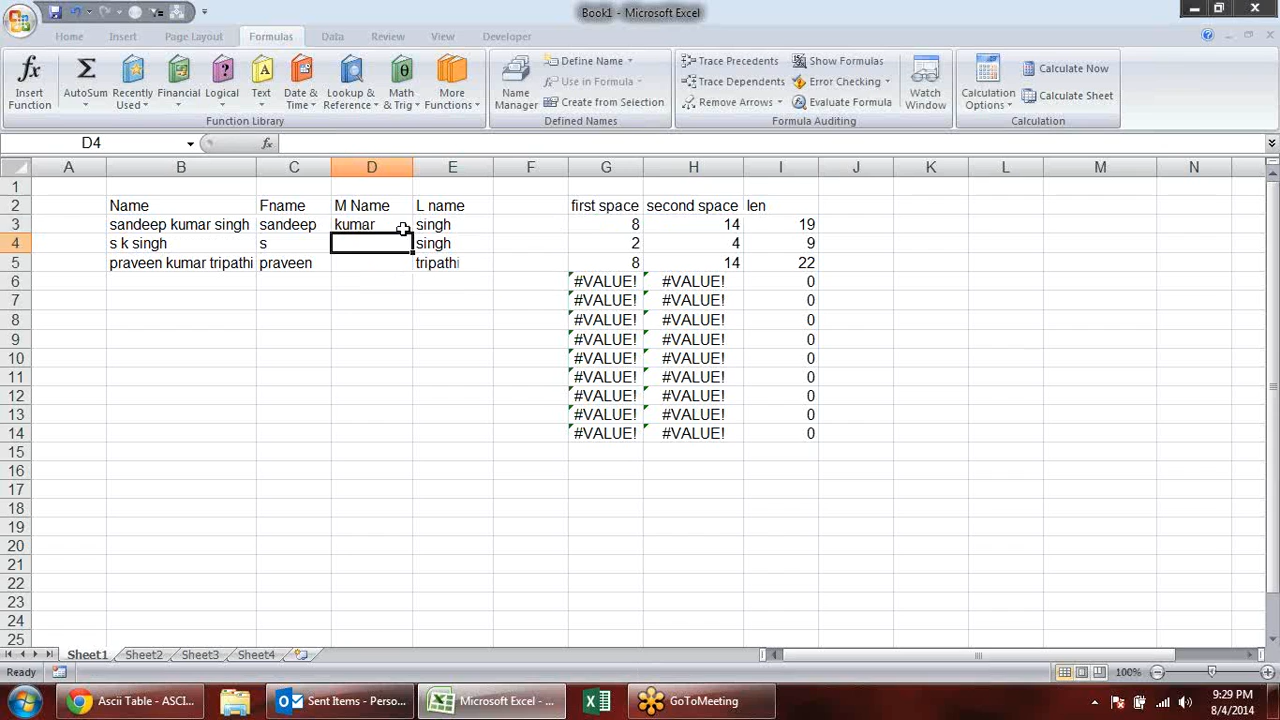 Book1 - Microsoft Excel
Home Insert Page Layout Formulas Data Review View Developer
fx Σ ? A θ
Insert Function
AutoSum
Recently Used
Financial
Logical
Text
Date & Time
Lookup & Reference
Math & Trig
More Functions
Function Library
Name Manager
Define Name
Use in Formula
Create from Selection
Defined Names
Trace Precedents
Trace Dependents
Remove Arrows
Show Formulas
Error Checking
Evaluate Formula
Formula Auditing
Watch Window
Calculation Options
Calculate Now
Calculate Sheet
Calculation
D4 fx
A B C D E F G H I J K L M N
1
2 Name Fname M Name L name first space second space len
3 sandeep kumar singh sandeep kumar singh 8 14 19
4 s k singh s singh 2 4 9
5 praveen kumar tripathi praveen tripathi 8 14 22
6 #VALUE! #VALUE! 0
7 #VALUE! #VALUE! 0
8 #VALUE! #VALUE! 0
9 #VALUE! #VALUE! 0
10 #VALUE! #VALUE! 0
11 #VALUE! #VALUE! 0
12 #VALUE! #VALUE! 0
13 #VALUE! #VALUE! 0
14 #VALUE! #VALUE! 0
15
16
17
18
19
20
21
22
23
24
25
Sheet1 Sheet2 Sheet3 Sheet4
Ready 100%
Ascii Table - ASCI... Sent Items - Perso... Microsoft Excel - ... GoToMeeting
9:29 PM
8/4/2014